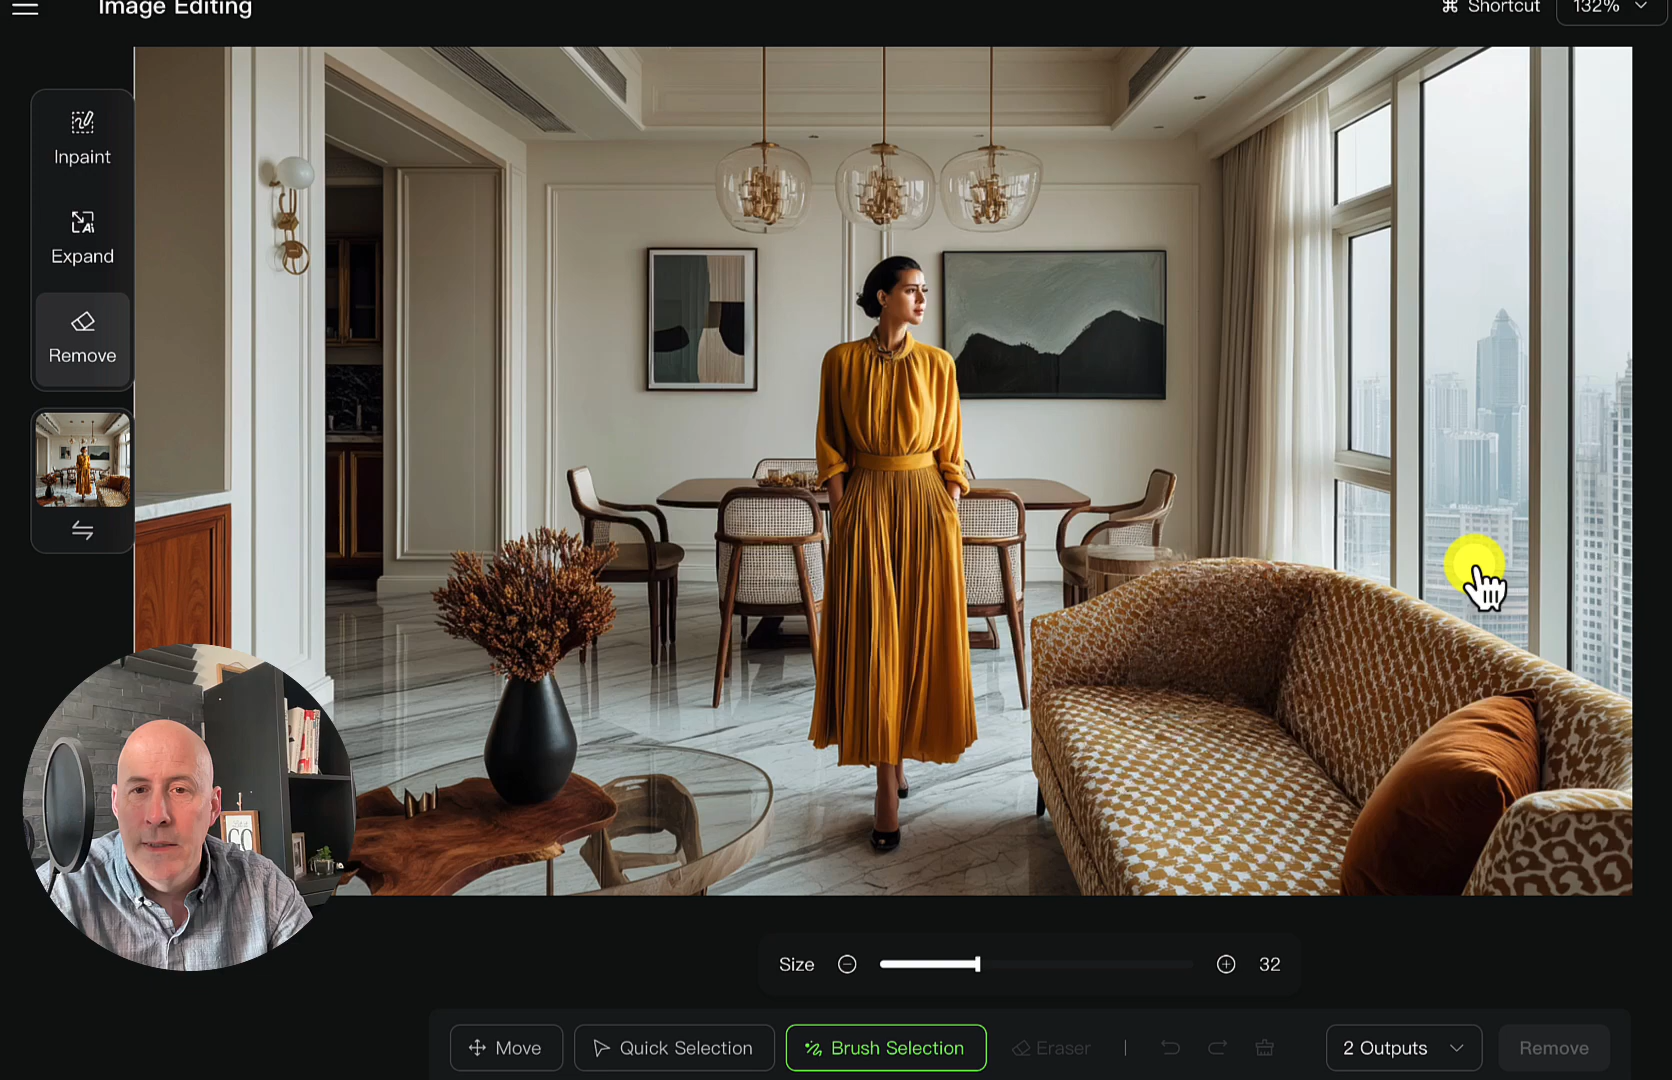 Image Editing
⌘ Shortcut
132%
Inpaint
Expand
Remove
Size
32
Move
Quick Selection
Brush Selection
Eraser
2 Outputs
Remove